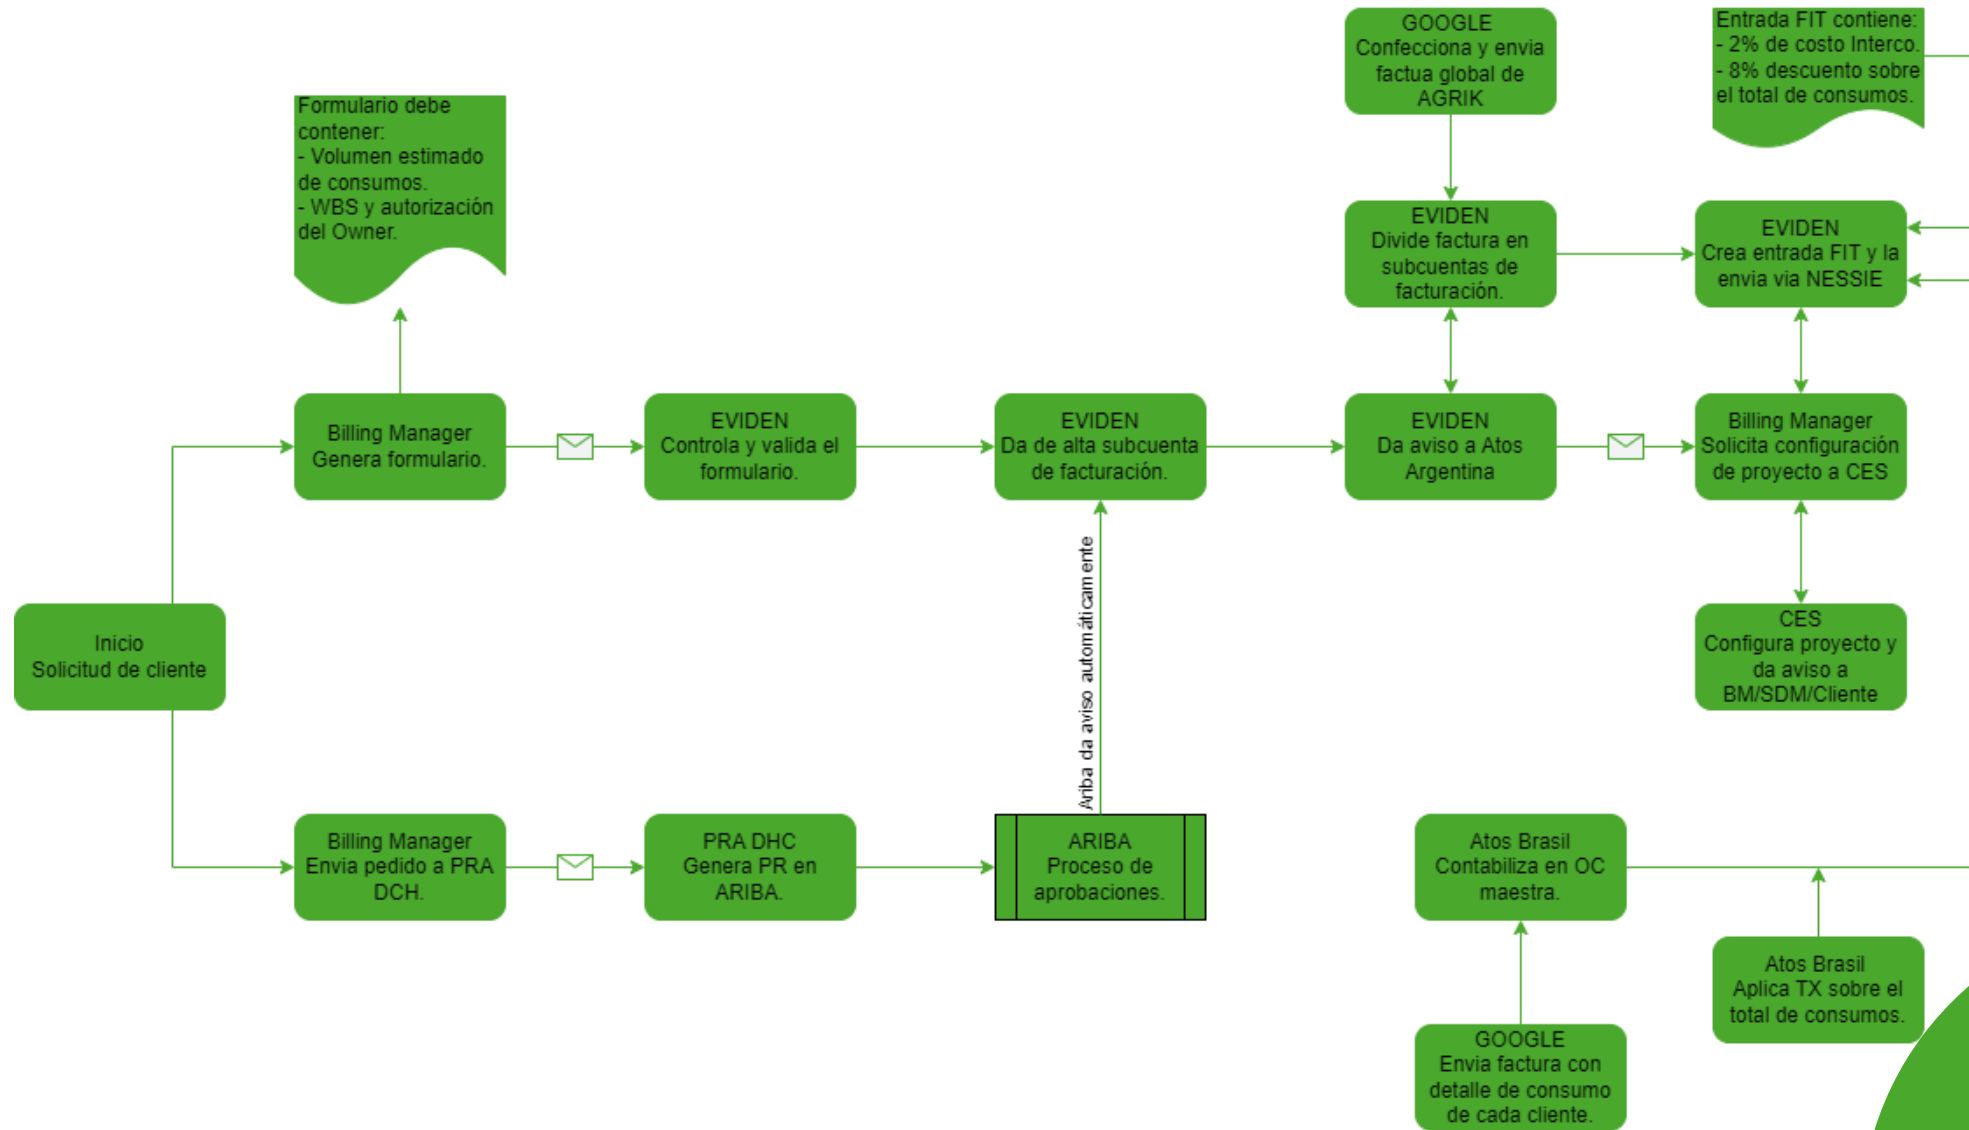 GOOGLE
Confecciona y envia
factua global de
AGRIK
Entrada FIT contiene:
- 2% de costo Interco.
- 8% descuento sobre
el total de consumos.
Formulario debe
contener:
- Volumen estimado
de consumos.
- WBS y autorización
del Owner.
EVIDEN
Divide factura en
subcuentas de
facturación.
EVIDEN
Crea entrada FIT y la
envia via NESSIE
Billing Manager
Genera formulario.
EVIDEN
Controla y valida el
formulario.
EVIDEN
Da de alta subcuenta
de facturación.
EVIDEN
Da aviso a Atos
Argentina
Billing Manager
Solicita configuración
de proyecto a CES
Ariba da aviso automáticamente
Inicio
Solicitud de cliente
CES
Configura proyecto y
da aviso a
BM/SDM/Cliente
Billing Manager
Envia pedido a PRA
DCH.
PRA DHC
Genera PR en
ARIBA.
ARIBA
Proceso de
aprobaciones.
Atos Brasil
Contabiliza en OC
maestra.
Atos Brasil
Aplica TX sobre el
total de consumos.
GOOGLE
Envia factura con
detalle de consumo
de cada cliente.